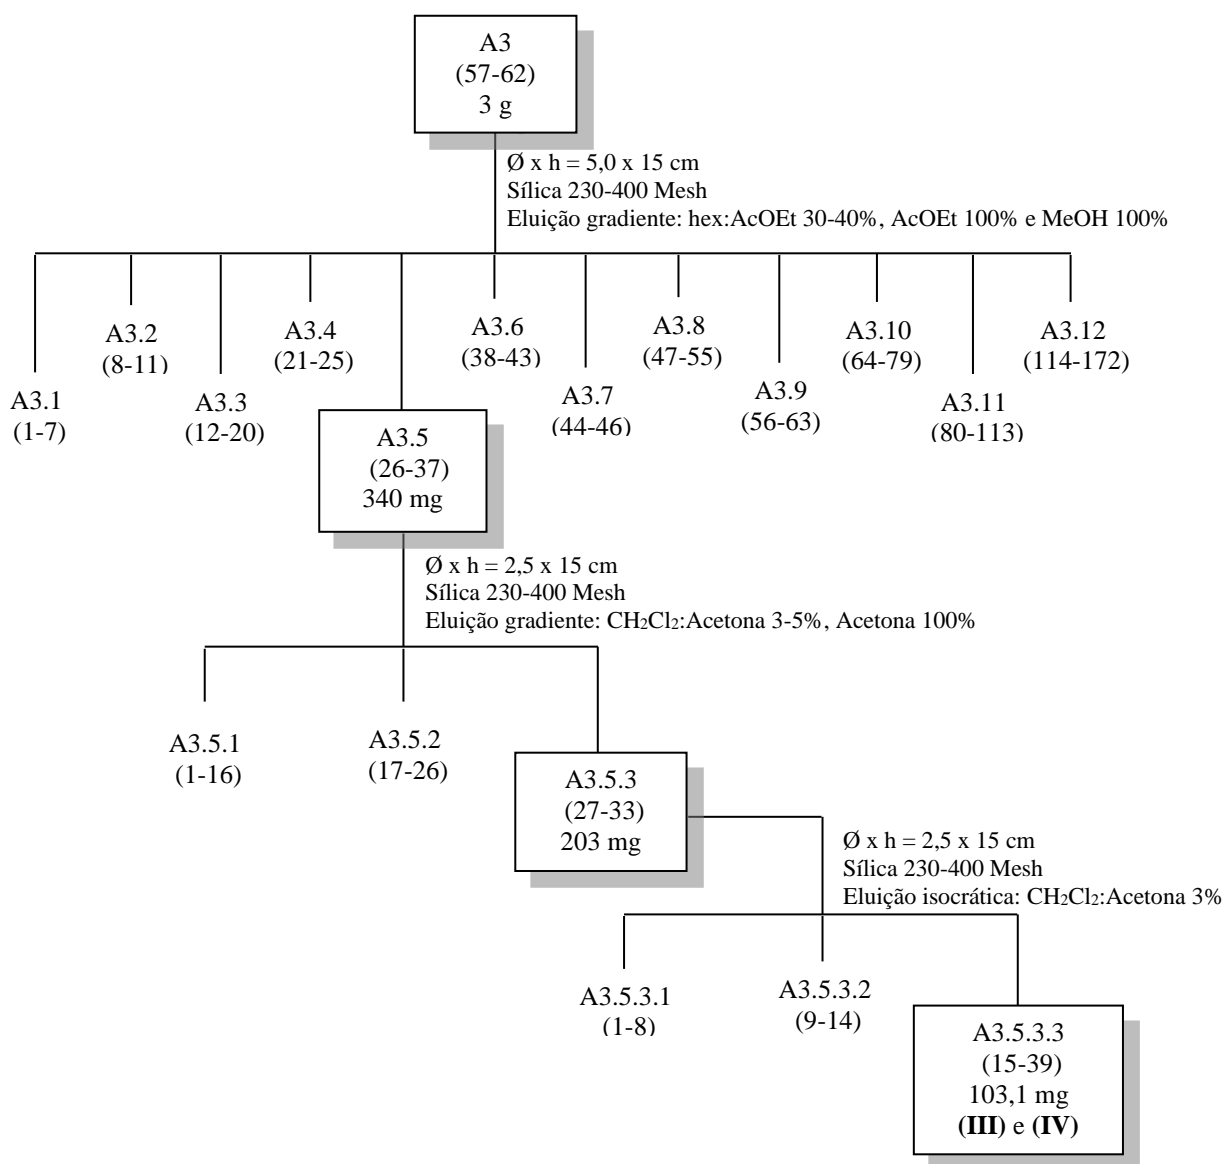 A3
(57-62)
3 g
Ø x h = 5,0 x 15 cm
Sílica 230-400 Mesh
Eluição gradiente: hex:AcOEt 30-40%, AcOEt 100% e MeOH 100%
A3.1
(1-7)
A3.2
(8-11)
A3.3
(12-20)
A3.4
(21-25)
A3.5
(26-37)
340 mg
A3.6
(38-43)
A3.7
(44-46)
A3.8
(47-55)
A3.9
(56-63)
A3.10
(64-79)
A3.11
(80-113)
A3.12
(114-172)
Ø x h = 2,5 x 15 cm
Sílica 230-400 Mesh
Eluição gradiente: CH₂Cl₂:Acetona 3-5%, Acetona 100%
A3.5.1
(1-16)
A3.5.2
(17-26)
A3.5.3
(27-33)
203 mg
Ø x h = 2,5 x 15 cm
Sílica 230-400 Mesh
Eluição isocrática: CH₂Cl₂:Acetona 3%
A3.5.3.1
(1-8)
A3.5.3.2
(9-14)
A3.5.3.3
(15-39)
103,1 mg
(III) e (IV)